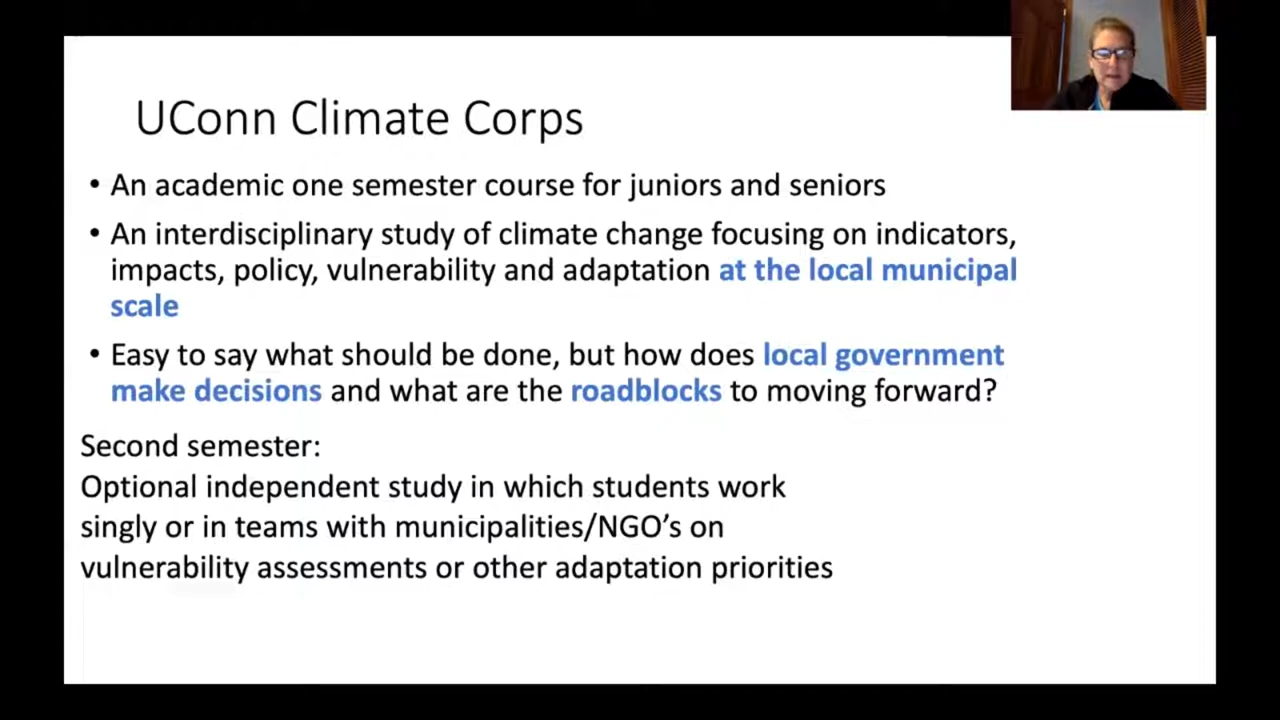 UConn Climate Corps
• An academic one semester course for juniors and seniors
• An interdisciplinary study of climate change focusing on indicators,
impacts, policy, vulnerability and adaptation at the local municipal
scale
• Easy to say what should be done, but how does local government
make decisions and what are the roadblocks to moving forward?
Second semester:
Optional independent study in which students work
singly or in teams with municipalities/NGO’s on
vulnerability assessments or other adaptation priorities